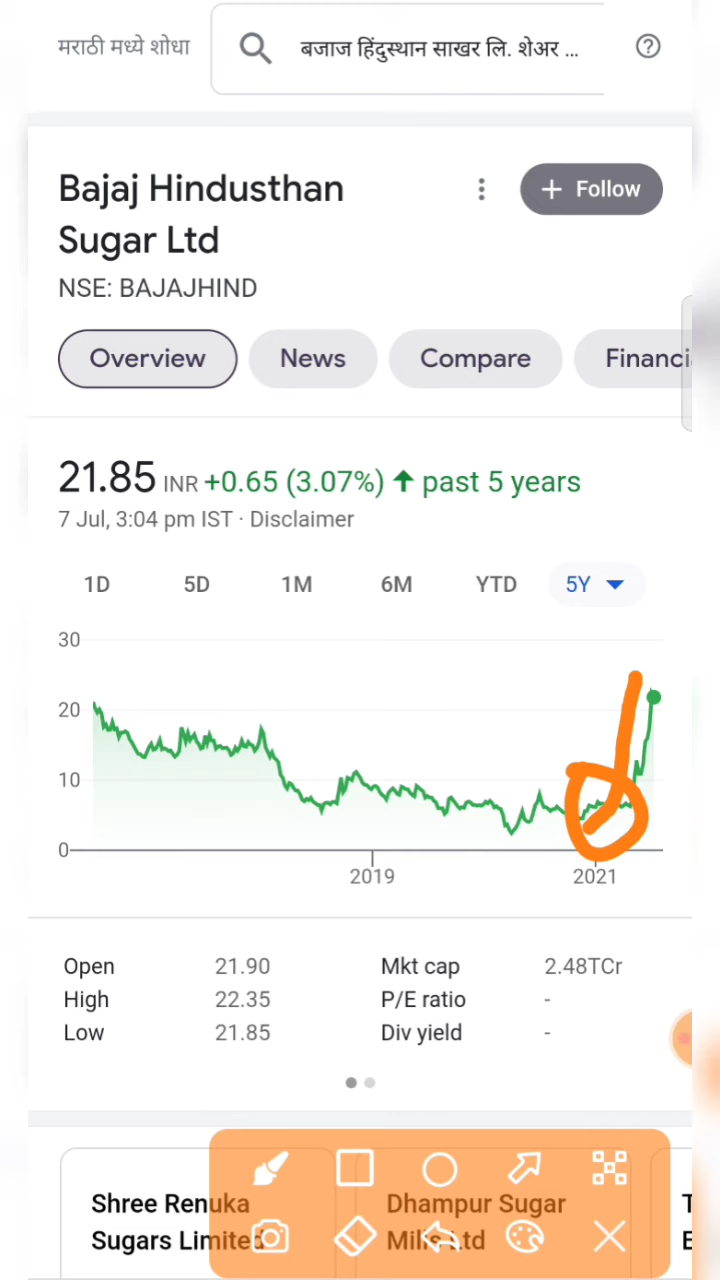 मराठी मध्ये शोधा
बजाज हिंदुस्थान साखर लि. शेअर ...
Bajaj Hindusthan
Sugar Ltd
+ Follow
NSE: BAJAJHIND
Overview News Compare Financi
21.85 INR +0.65 (3.07%) ↑ past 5 years
7 Jul, 3:04 pm IST · Disclaimer
1D 5D 1M 6M YTD 5Y
30
20
10
0
2019 2021
Open 21.90 Mkt cap 2.48TCr
High 22.35 P/E ratio -
Low 21.85 Div yield -
Shree Renuka
Sugars Limited
Dhampur Sugar
Mills Ltd
T
E